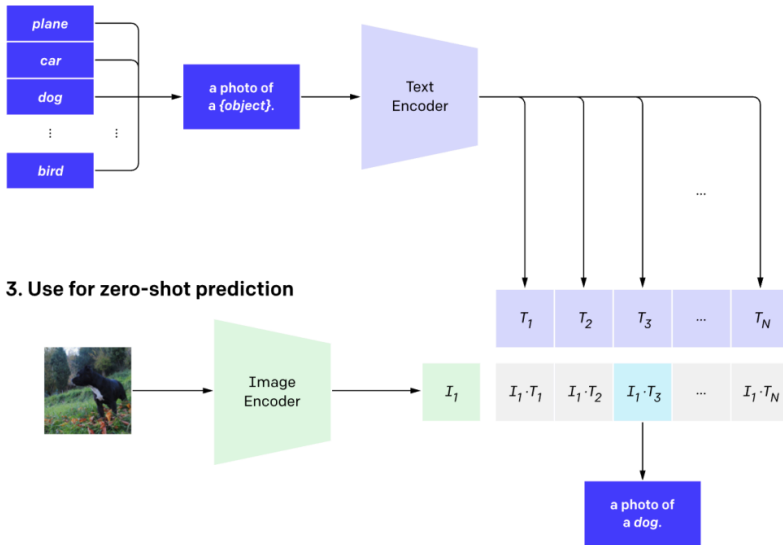 plane
car
dog
⋮
⋮
bird
a photo of
a {object}.
Text
Encoder
...
3. Use for zero-shot prediction
T1 T2 T3 ... TN
Image
Encoder
I1
I1·T1 I1·T2 I1·T3 ... I1·TN
a photo of
a dog.